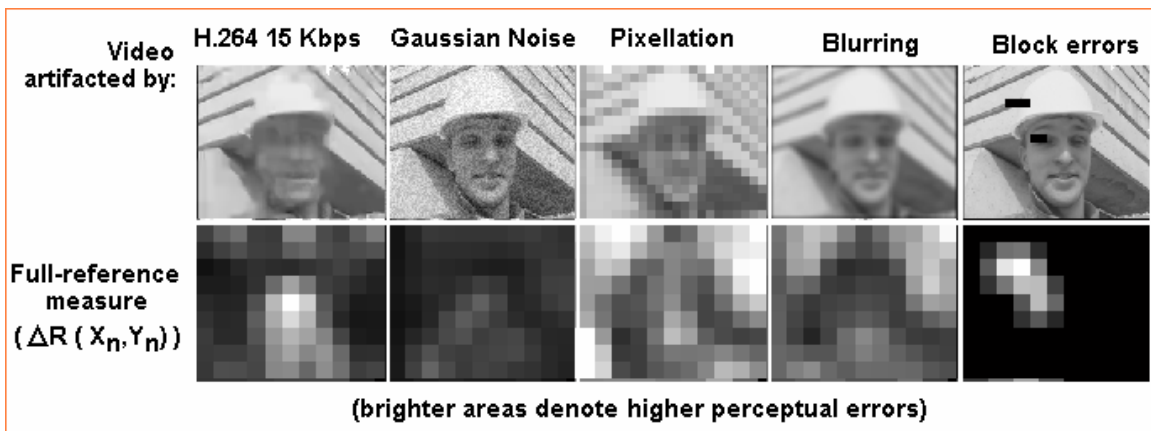 Video
artifacted by:
H.264 15 Kbps
Gaussian Noise
Pixellation
Blurring
Block errors
Full-reference
measure
(ΔR(Xn,Yn))
(brighter areas denote higher perceptual errors)